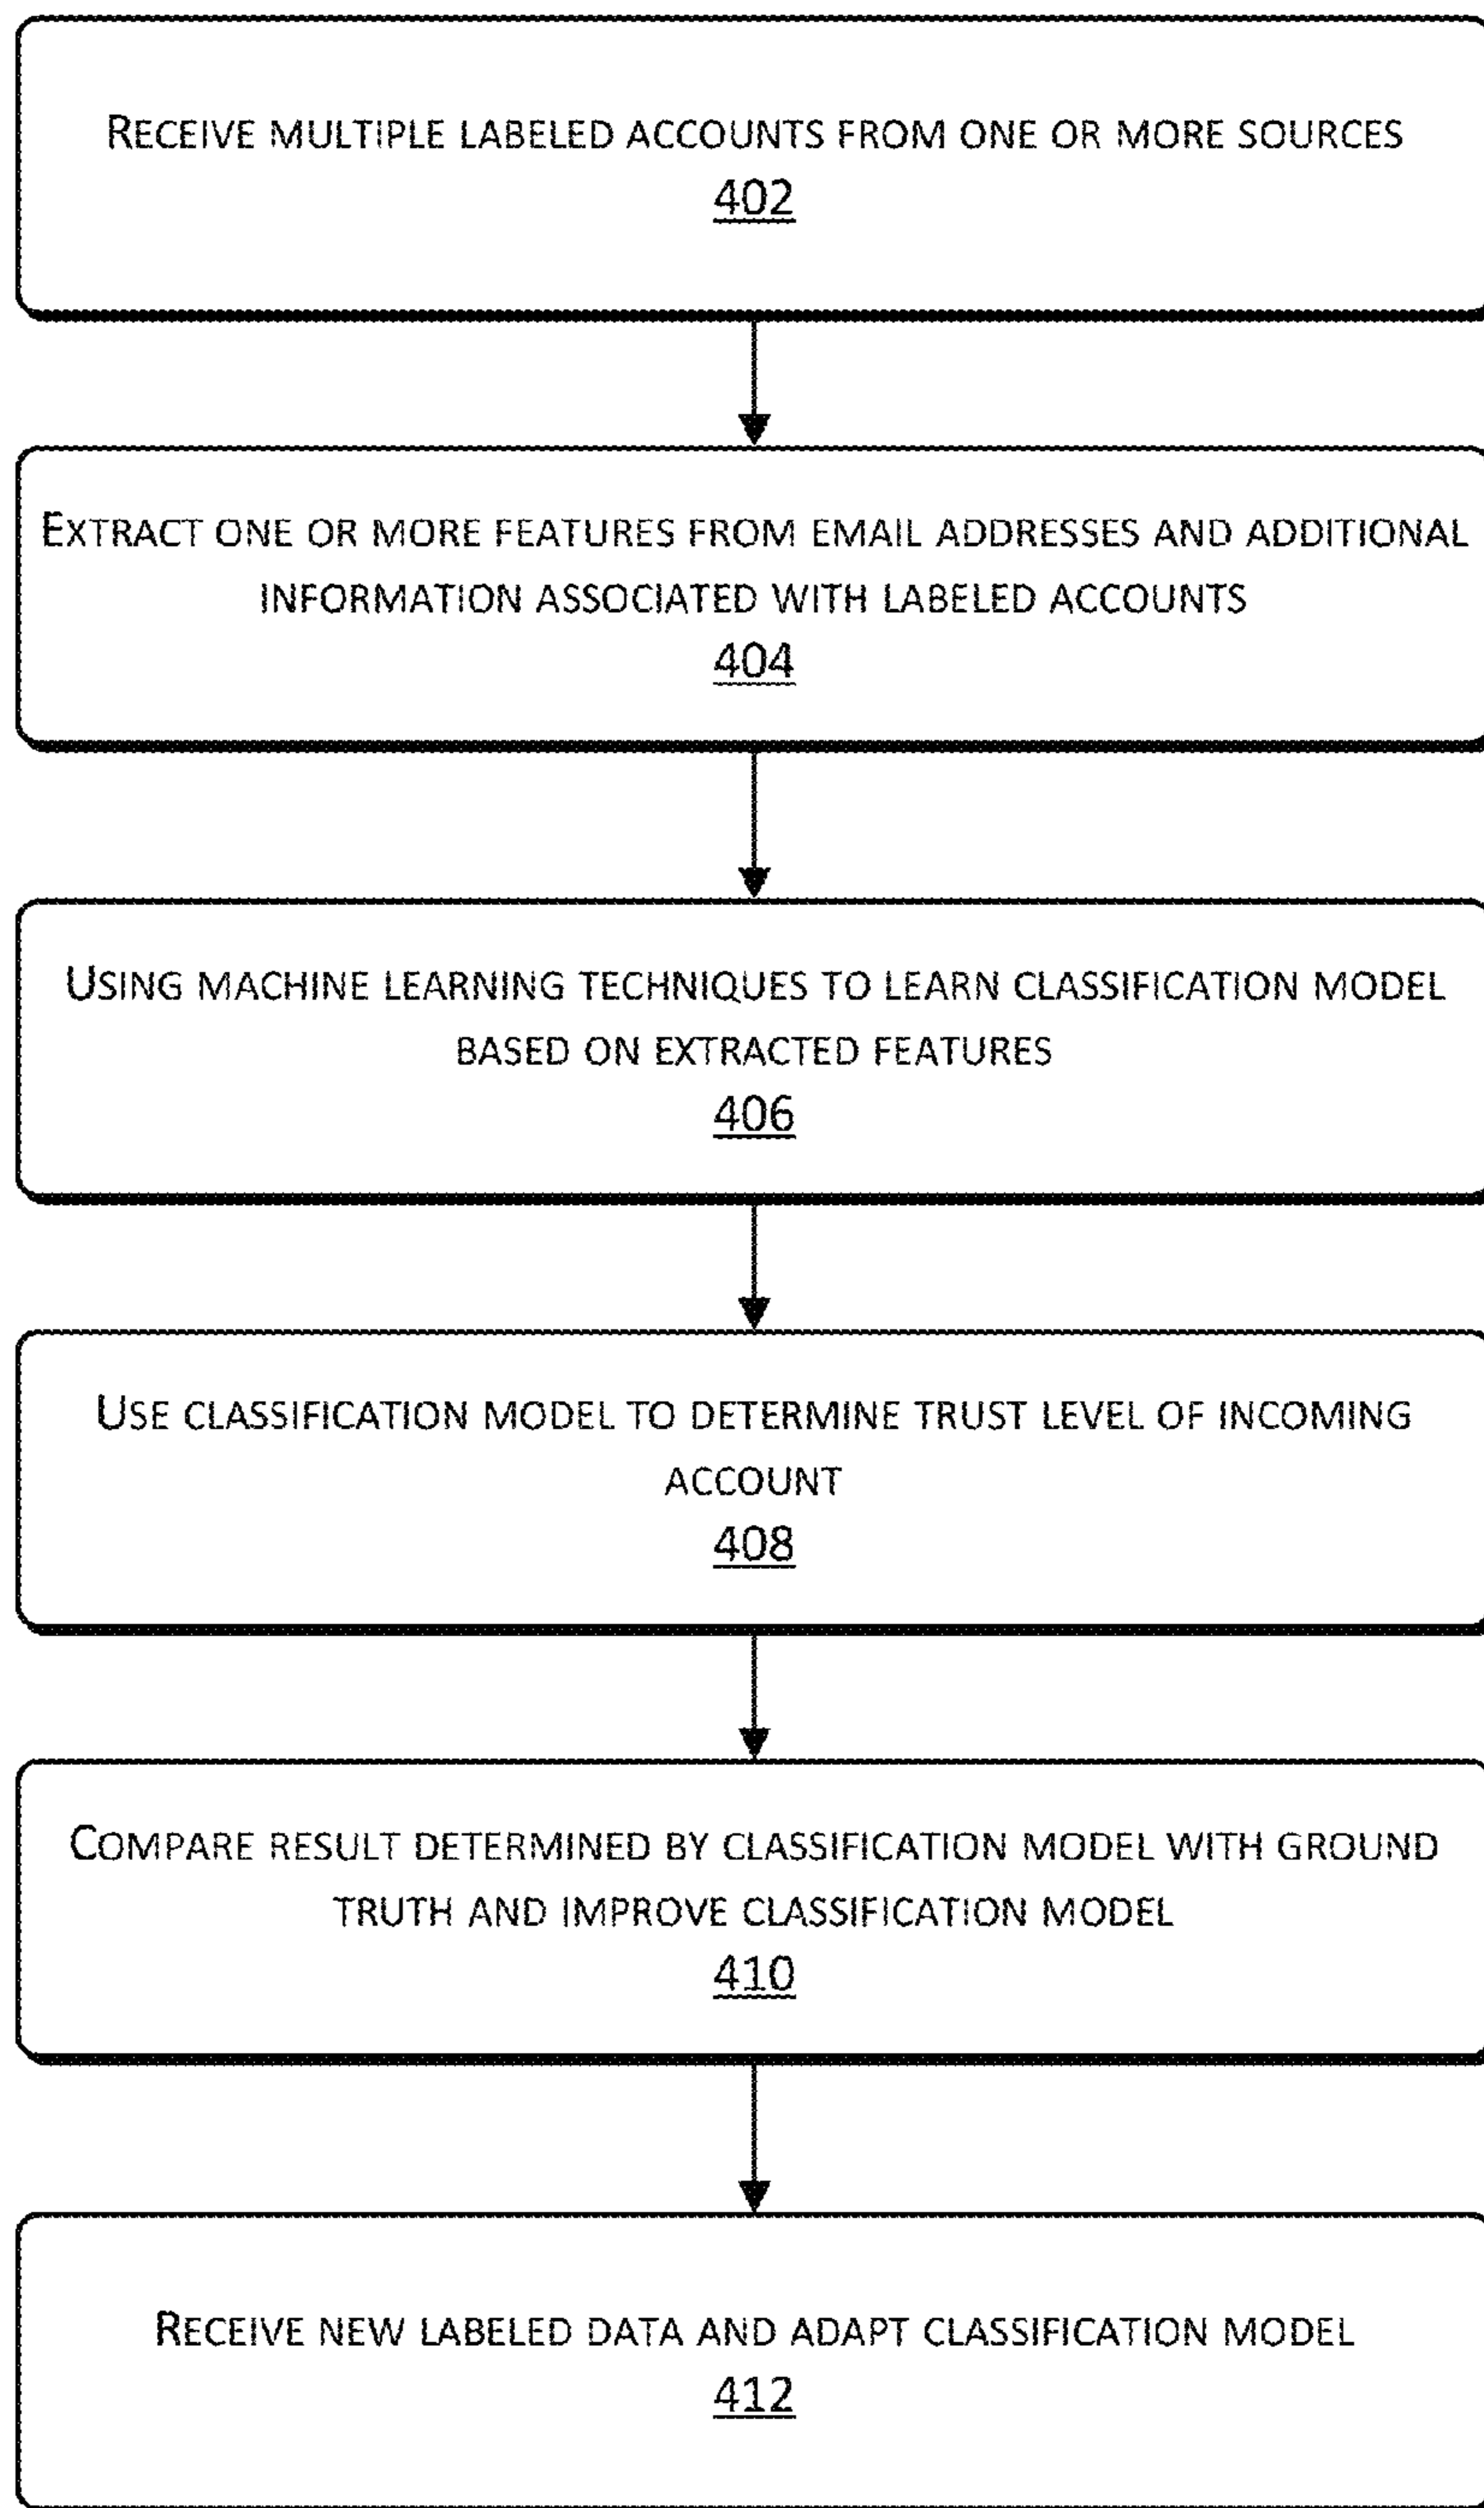 RECEIVE MULTIPLE LABELED ACCOUNTS FROM ONE OR MORE SOURCES
402
EXTRACT ONE OR MORE FEATURES FROM EMAIL ADDRESSES AND ADDITIONAL
INFORMATION ASSOCIATED WITH LABELED ACCOUNTS
404
USING MACHINE LEARNING TECHNIQUES TO LEARN CLASSIFICATION MODEL
BASED ON EXTRACTED FEATURES
406
USE CLASSIFICATION MODEL TO DETERMINE TRUST LEVEL OF INCOMING
ACCOUNT
408
COMPARE RESULT DETERMINED BY CLASSIFICATION MODEL WITH GROUND
TRUTH AND IMPROVE CLASSIFICATION MODEL
410
RECEIVE NEW LABELED DATA AND ADAPT CLASSIFICATION MODEL
412